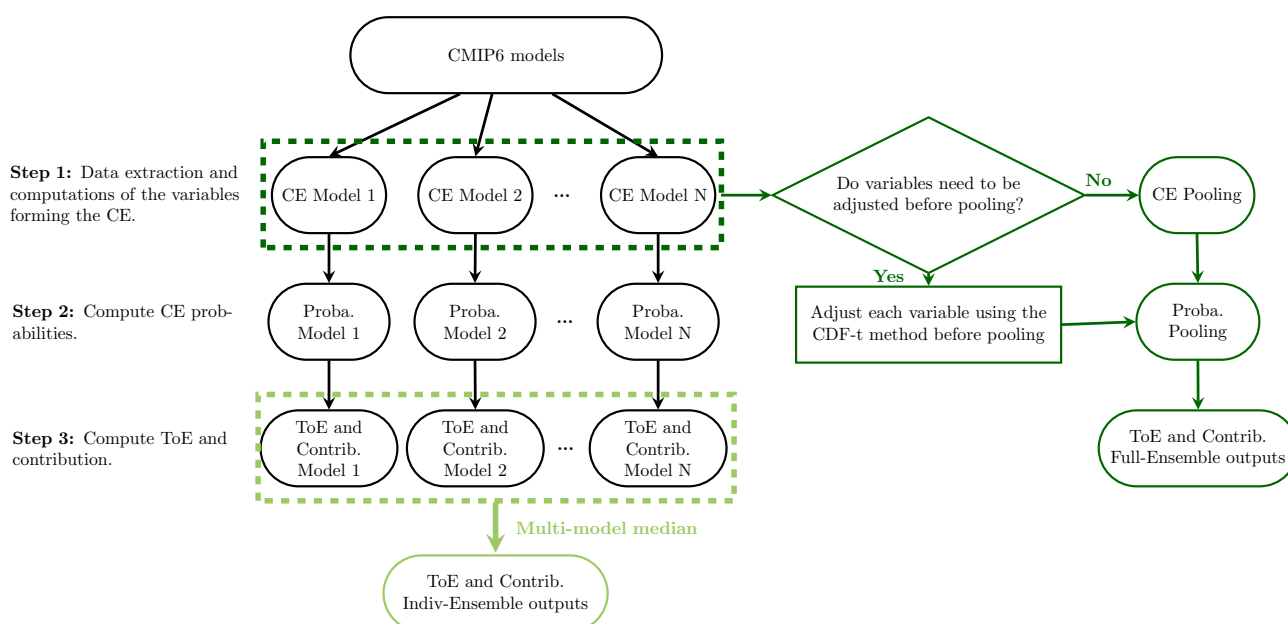 CMIP6 models
Step 1: Data extraction and
computations of the variables
forming the CE.
CE Model 1
CE Model 2
...
CE Model N
Do variables need to be
adjusted before pooling?
No
CE Pooling
Yes
Step 2: Compute CE prob-
abilities.
Proba.
Model 1
Proba.
Model 2
...
Proba.
Model N
Adjust each variable using the
CDF-t method before pooling
Proba.
Pooling
Step 3: Compute ToE and
contribution.
ToE and
Contrib.
Model 1
ToE and
Contrib.
Model 2
...
ToE and
Contrib.
Model N
ToE and Contrib.
Full-Ensemble outputs
Multi-model median
ToE and Contrib.
Indiv-Ensemble outputs